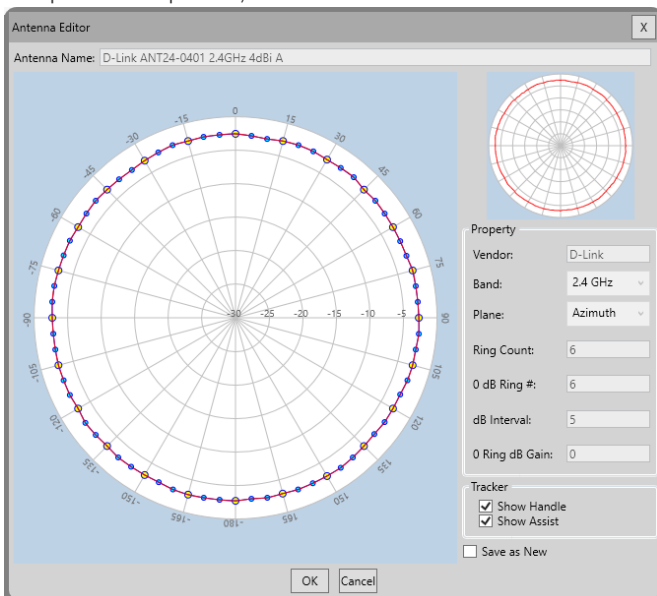 Antenna Editor
X
Antenna Name: D-Link ANT24-0401 2.4GHz 4dBi A
0
-15 15
-30 30
-45 45
-60 60
-75 75
-90 -30 -25 -20 -15 -10 -5 90
-105 105
-120 120
-135 135
-150 150
-165 165
-180
Property
Vendor: D-Link
Band: 2.4 GHz
Plane: Azimuth
Ring Count: 6
0 dB Ring #: 6
dB Interval: 5
0 Ring dB Gain: 0
Tracker
Show Handle
Show Assist
Save as New
OK Cancel